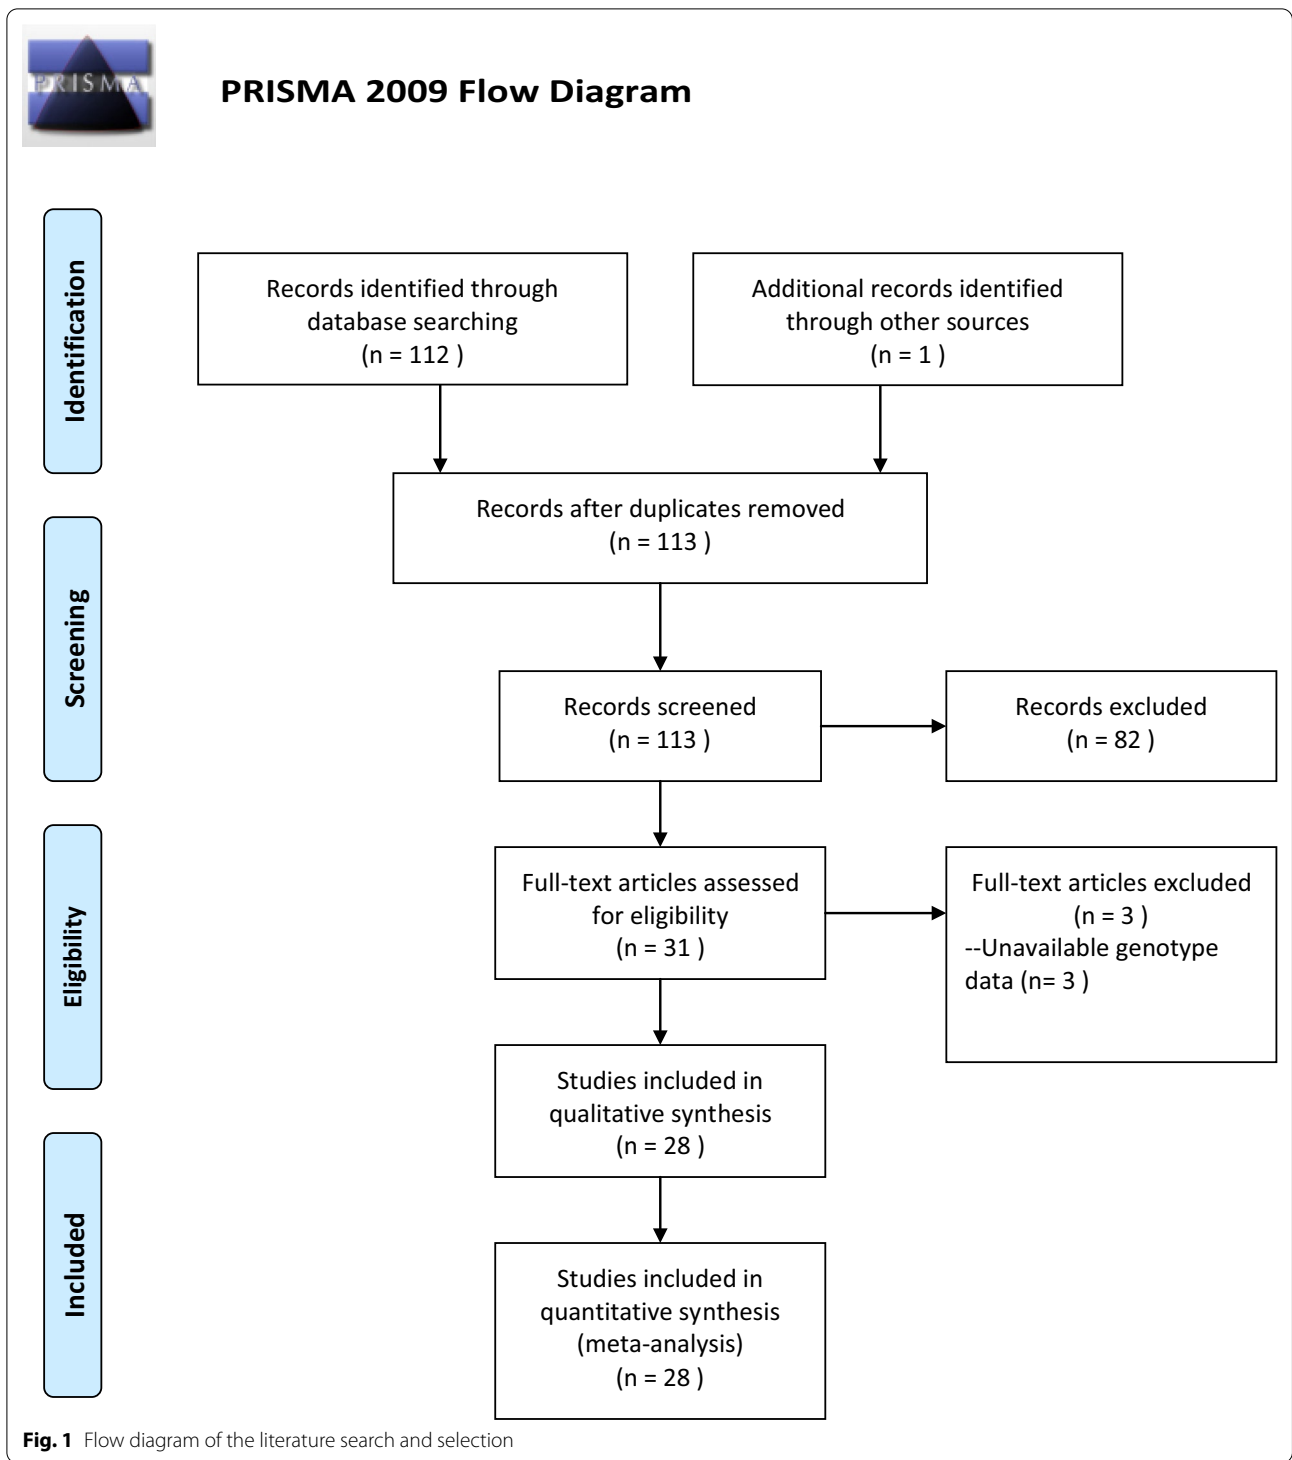 PRISMA
PRISMA 2009 Flow Diagram
Identification
Records identified through
database searching
(n = 112 )
Additional records identified
through other sources
(n = 1 )
Records after duplicates removed
(n = 113 )
Screening
Records screened
(n = 113 )
Records excluded
(n = 82 )
Eligibility
Full-text articles assessed
for eligibility
(n = 31 )
Full-text articles excluded
(n = 3 )
--Unavailable genotype
data (n= 3 )
Studies included in
qualitative synthesis
(n = 28 )
Included
Studies included in
quantitative synthesis
(meta-analysis)
(n = 28 )
Fig. 1 Flow diagram of the literature search and selection